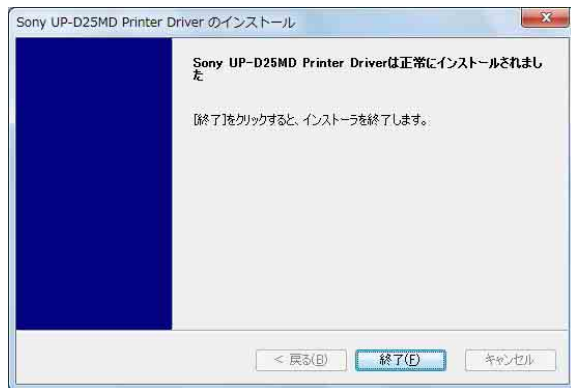 Sony UP-D25MD Printer Driver のインストール
Sony UP-D25MD Printer Driverは正常にインストールされまし
た
[終了]をクリックすると、インストーラを終了します。
< 戻る(B)
終了(F)
キャンセル